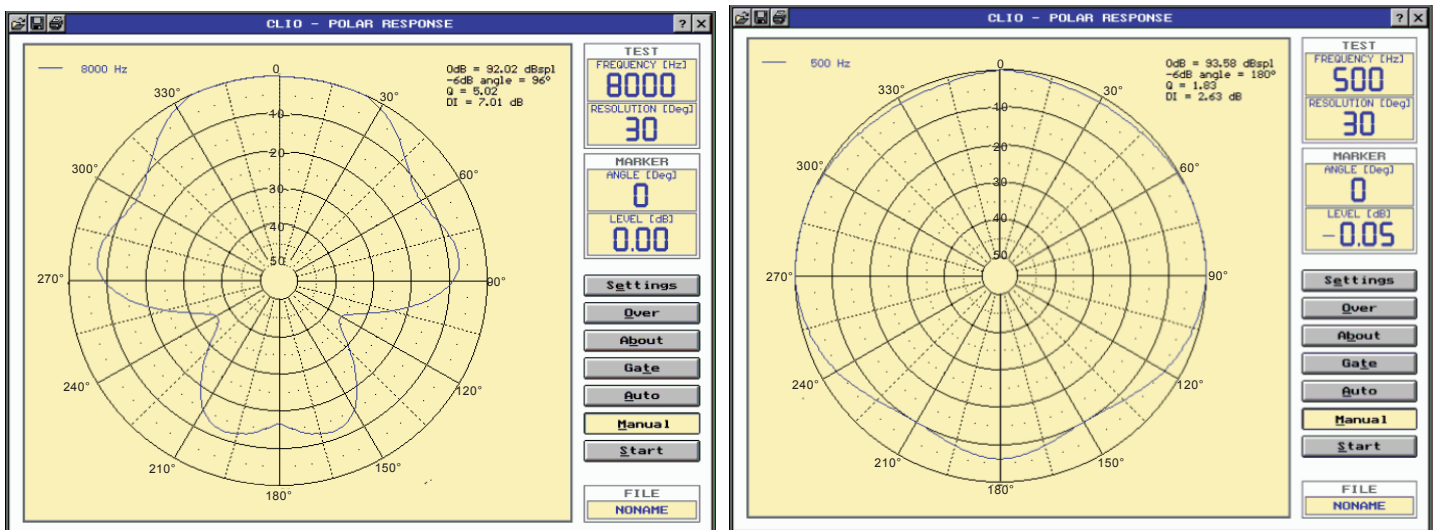 CLIO - POLAR RESPONSE
? ×
8000 Hz
0dB = 92.02 dBspl
-6dB angle = 96°
Q = 5.02
DI = 7.01 dB
0
330°
30°
300°
60°
270°
90°
240°
120°
210°
150°
180°
10
20
30
40
50
TEST
FREQUENCY [Hz]
8000
RESOLUTION [Deg]
30
MARKER
ANGLE [Deg]
0
LEVEL [dB]
0.00
Settings
Over
About
Gate
Auto
Manual
Start
FILE
NONAME
CLIO - POLAR RESPONSE
? ×
500 Hz
0dB = 93.58 dBspl
-6dB angle = 180°
Q = 1.83
DI = 2.63 dB
0
330°
30°
300°
60°
270°
90°
240°
120°
210°
150°
180°
10
20
30
40
50
TEST
FREQUENCY [Hz]
500
RESOLUTION [Deg]
30
MARKER
ANGLE [Deg]
0
LEVEL [dB]
-0.05
Settings
Over
About
Gate
Auto
Manual
Start
FILE
NONAME